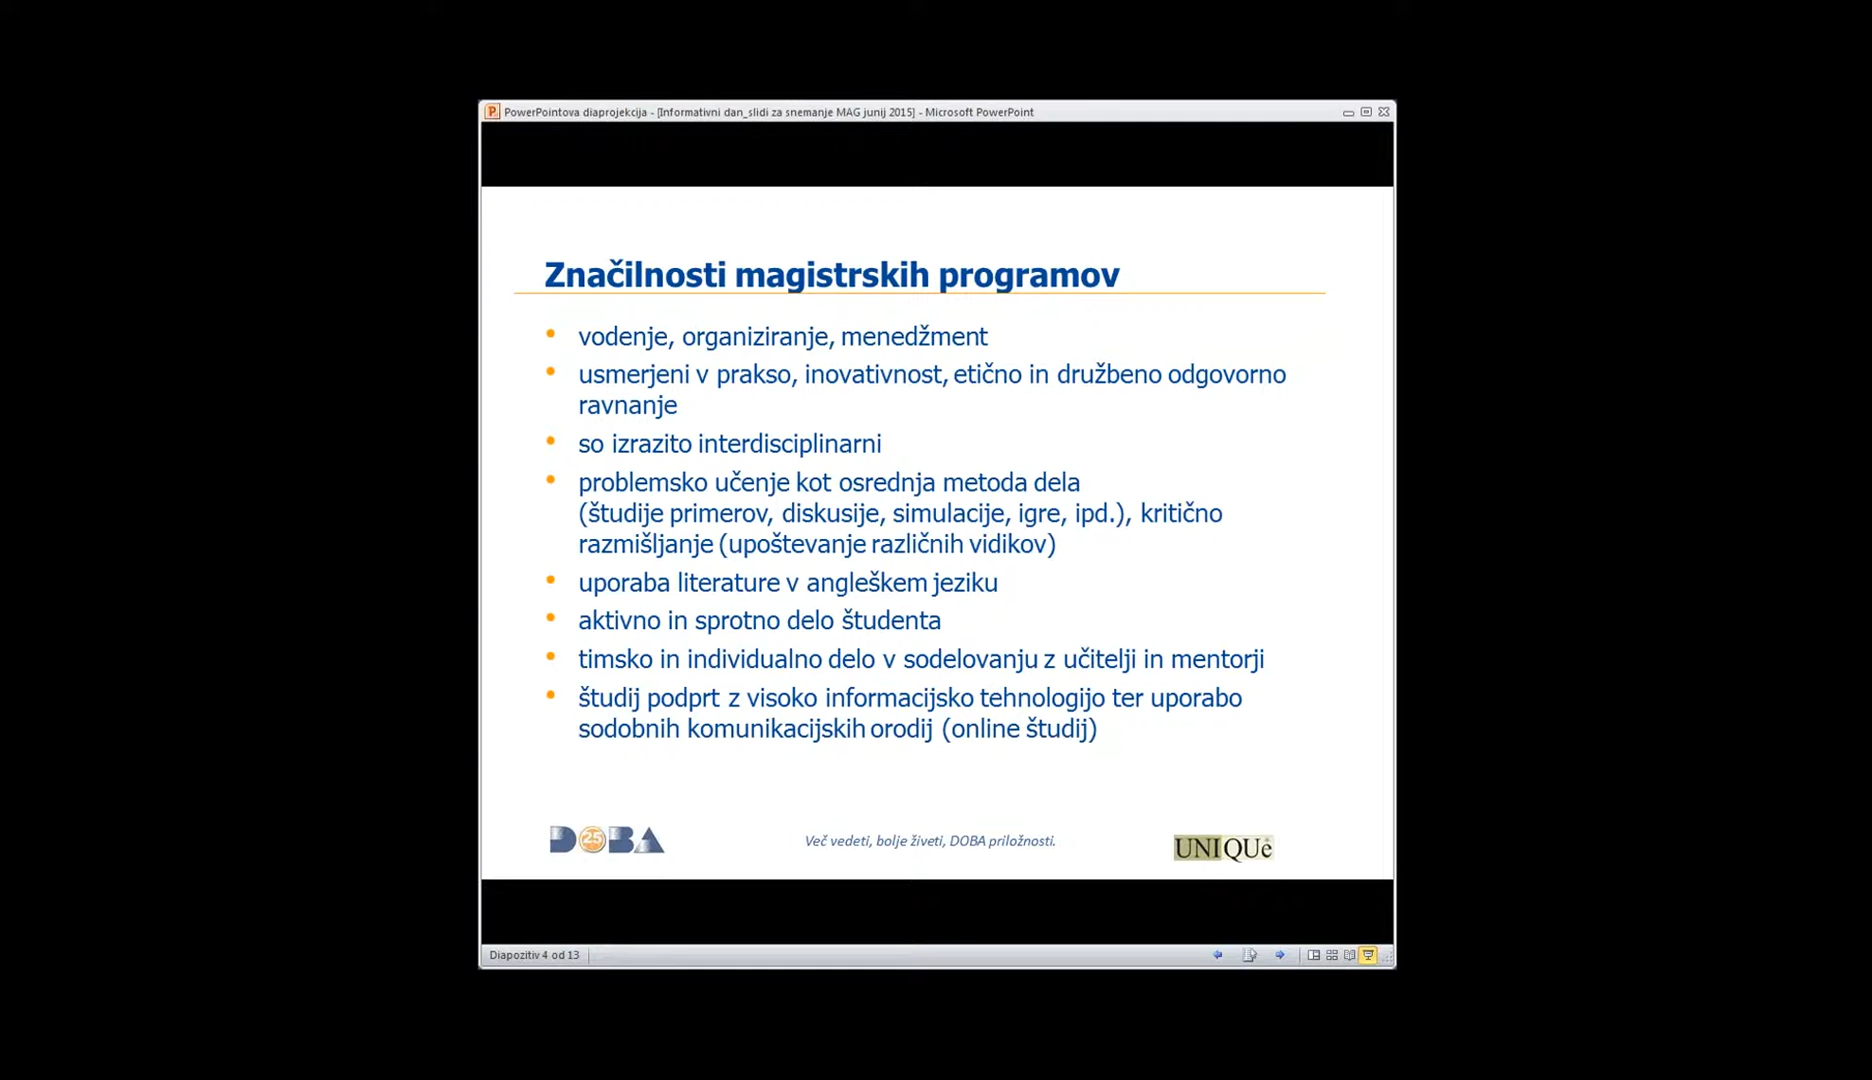 PowerPointova diaprojekcija - [Informativni dan_slidi za snemanje MAG junij 2015] - Microsoft PowerPoint
Značilnosti magistrskih programov
• vodenje, organiziranje, menedžment
• usmerjeni v prakso, inovativnost, etično in družbeno odgovorno
ravnanje
• so izrazito interdisciplinarni
• problemsko učenje kot osrednja metoda dela
(študije primerov, diskusije, simulacije, igre, ipd.), kritično
razmišljanje (upoštevanje različnih vidikov)
• uporaba literature v angleškem jeziku
• aktivno in sprotno delo študenta
• timsko in individualno delo v sodelovanju z učitelji in mentorji
• študij podprt z visoko informacijsko tehnologijo ter uporabo
sodobnih komunikacijskih orodij (online študij)
DOBA 25
Več vedeti, bolje živeti, DOBA priložnosti.
UNIQUe
Diapozitiv 4 od 13